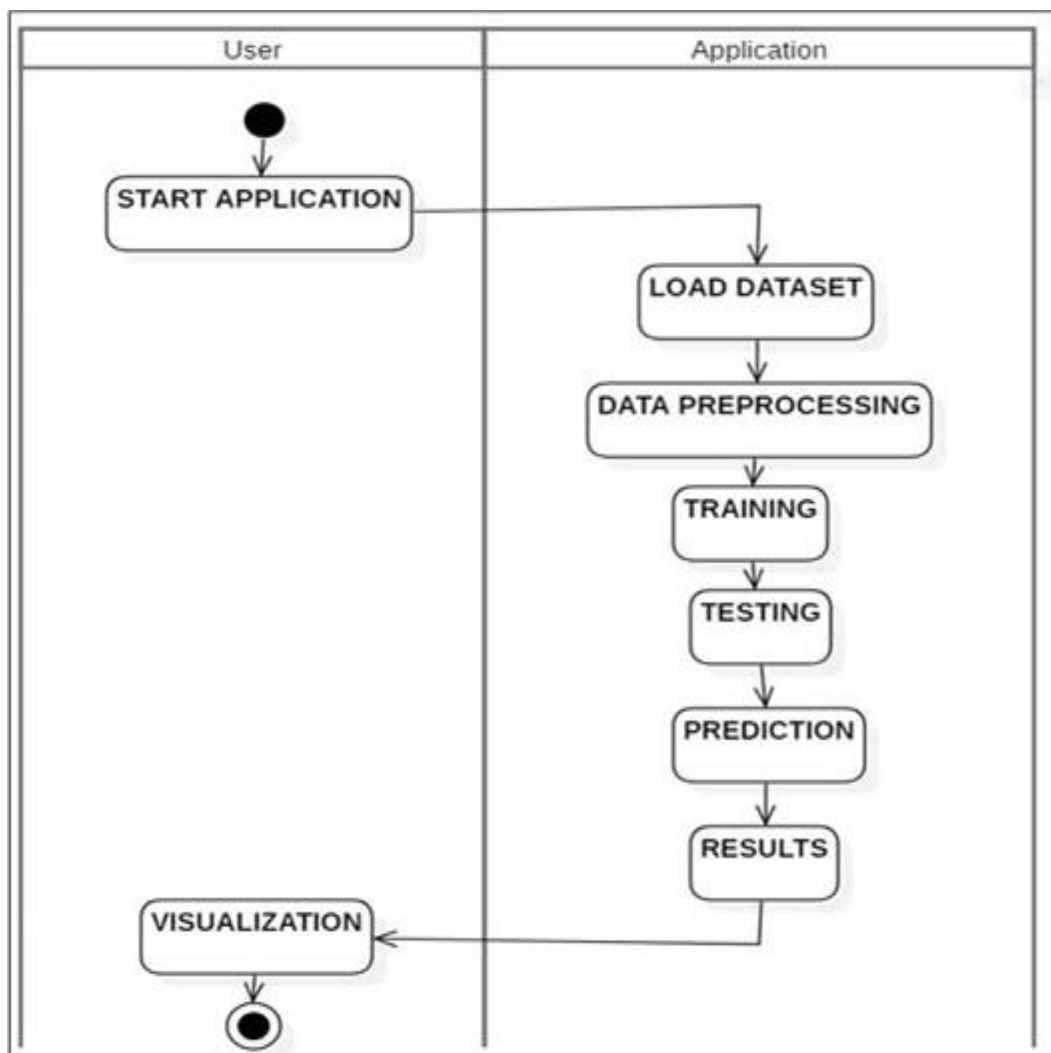 User
Application
START APPLICATION
LOAD DATASET
DATA PREPROCESSING
TRAINING
TESTING
PREDICTION
RESULTS
VISUALIZATION